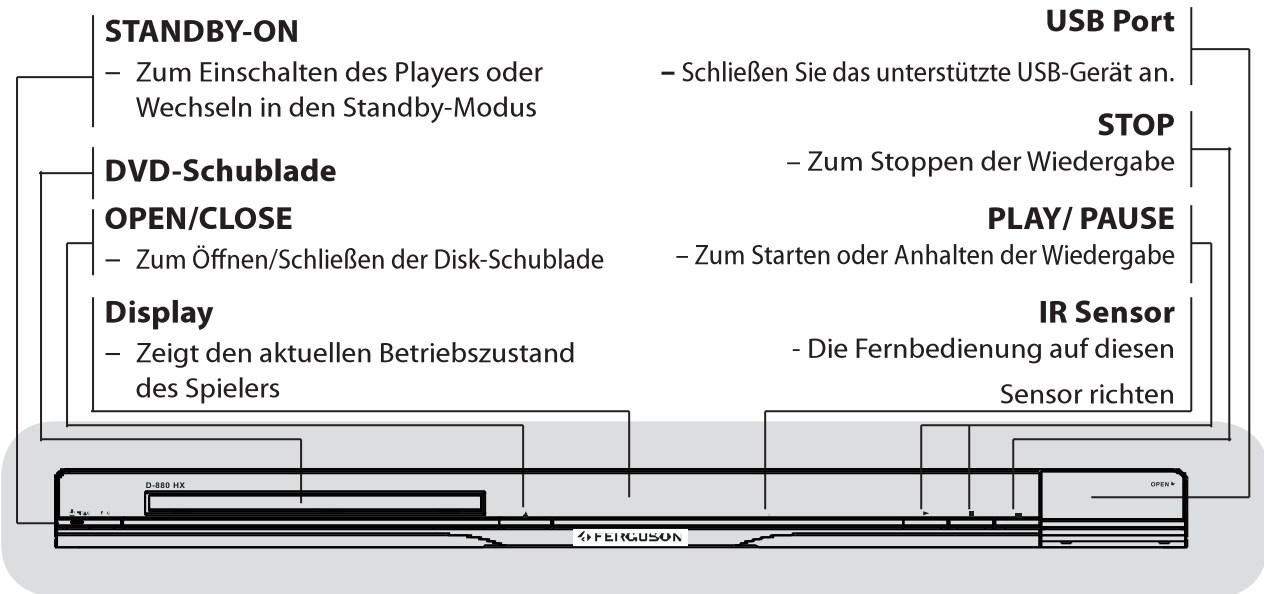 STANDBY-ON
– Zum Einschalten des Players oder
Wechseln in den Standby-Modus
DVD-Schublade
OPEN/CLOSE
– Zum Öffnen/Schließen der Disk-Schublade
Display
– Zeigt den aktuellen Betriebszustand
des Spielers
USB Port
– Schließen Sie das unterstützte USB-Gerät an.
STOP
– Zum Stoppen der Wiedergabe
PLAY/ PAUSE
– Zum Starten oder Anhalten der Wiedergabe
IR Sensor
- Die Fernbedienung auf diesen
Sensor richten
D-880 HX
OPEN
FERGUSON